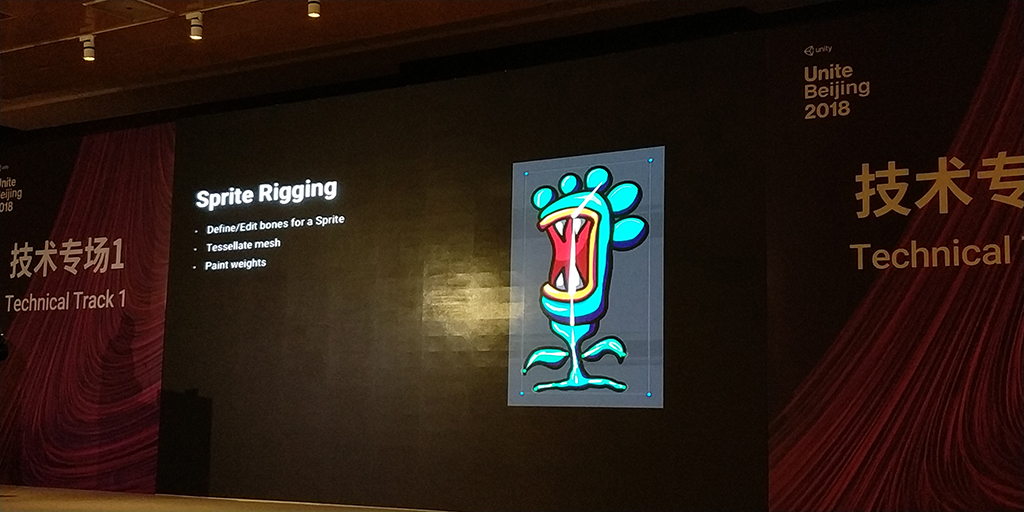 Unite
Beijing
2018
技术专场1
Technical Track 1
Sprite Rigging
Define/Edit bones for a Sprite
Tessellate mesh
Paint weights
unity
Unite
Beijing
2018
技术专
Technical